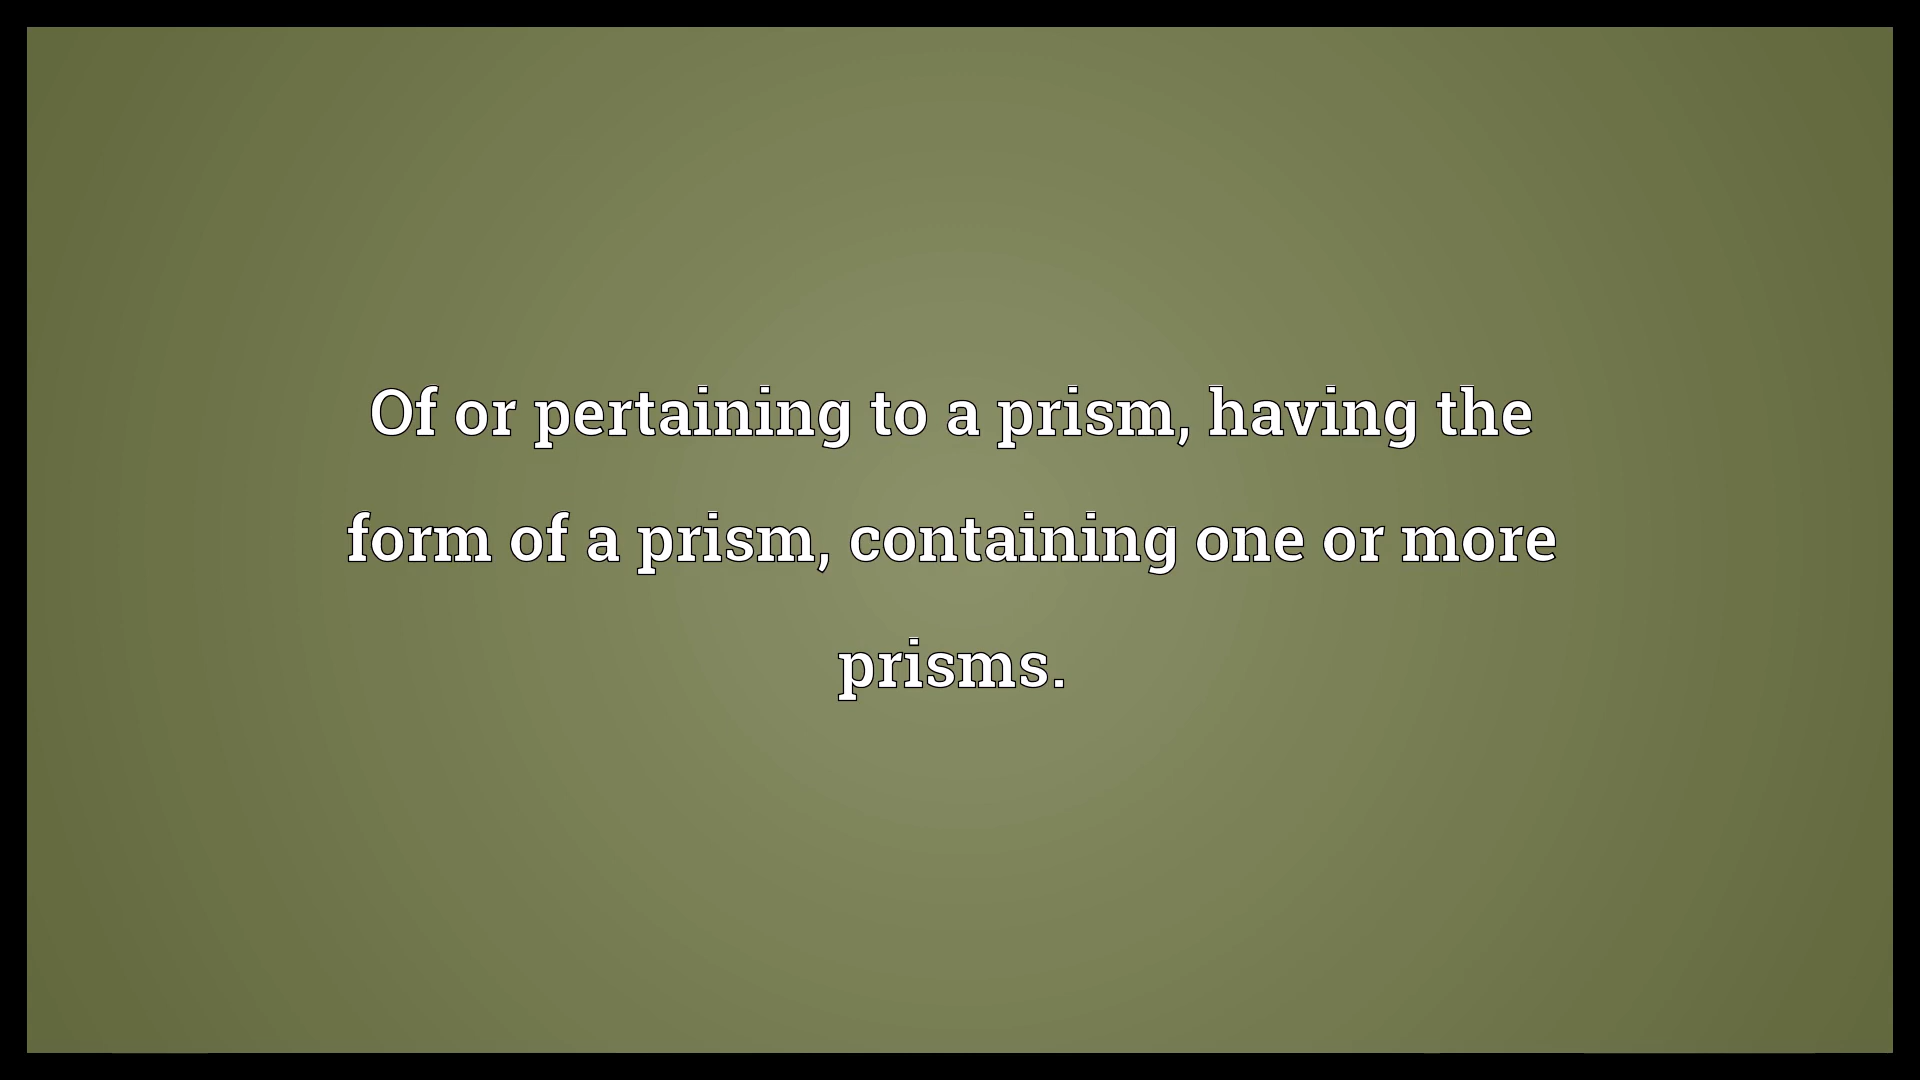 Of or pertaining to a prism, having the
form of a prism, containing one or more
prisms.